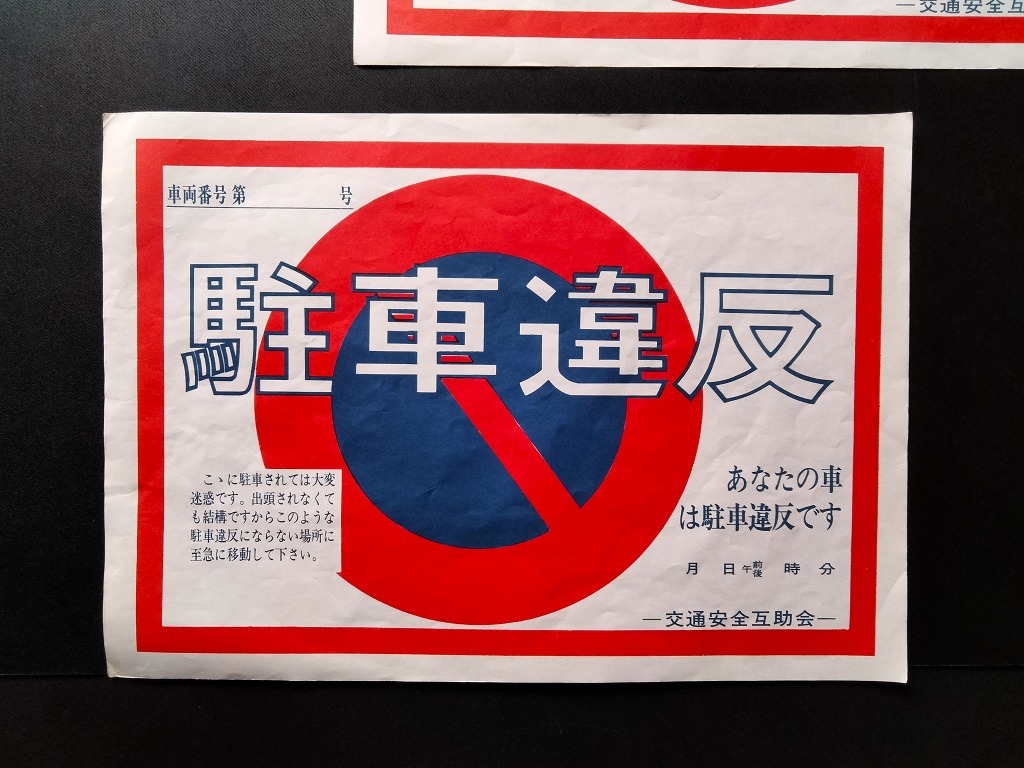 —交通安全互
車両番号 第　　　号
駐車違反
こゝに駐車されては大変
迷惑です。出頭されなくて
も結構ですからこのような
駐車違反にならない場所に
至急に移動して下さい。
あなたの車
は駐車違反です
月　日　午前後　時　分
—交通安全互助会—